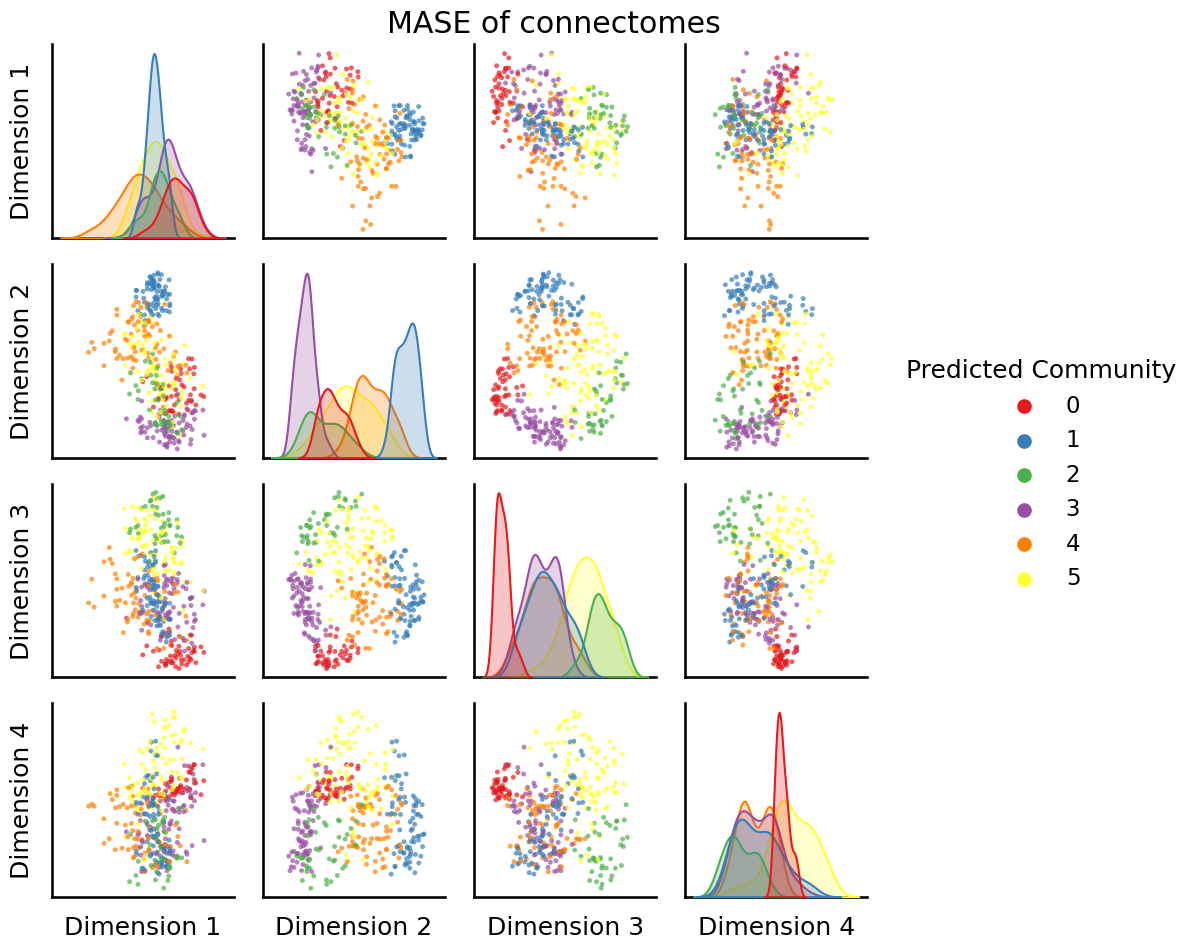 MASE of connectomes
Dimension 1
Dimension 2
Dimension 3
Dimension 4
Predicted Community
0
1
2
3
4
5
Dimension 1
Dimension 2
Dimension 3
Dimension 4